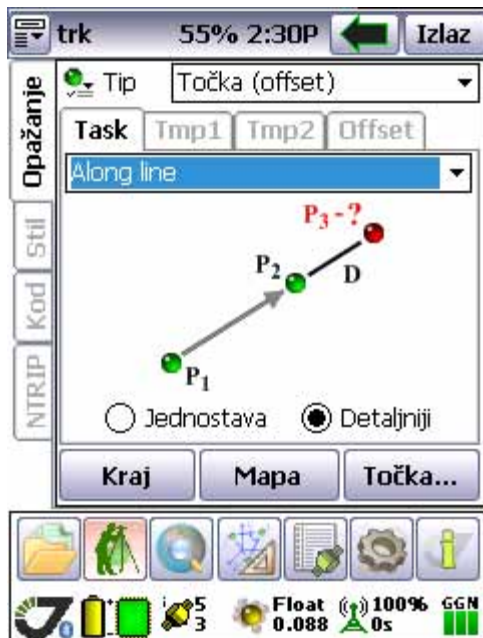 trk 55% 2:30P Izlaz
Tip Točka (offset)
Task Tmp1 Tmp2 Offset
Along line
Opažanje
Stil
Kod
NTRIP
P3 - ?
P2
D
P1
Jednostava Detaljniji
Kraj Mapa Točka...
5
3
Float
0.088
100%
0s
GGN
0